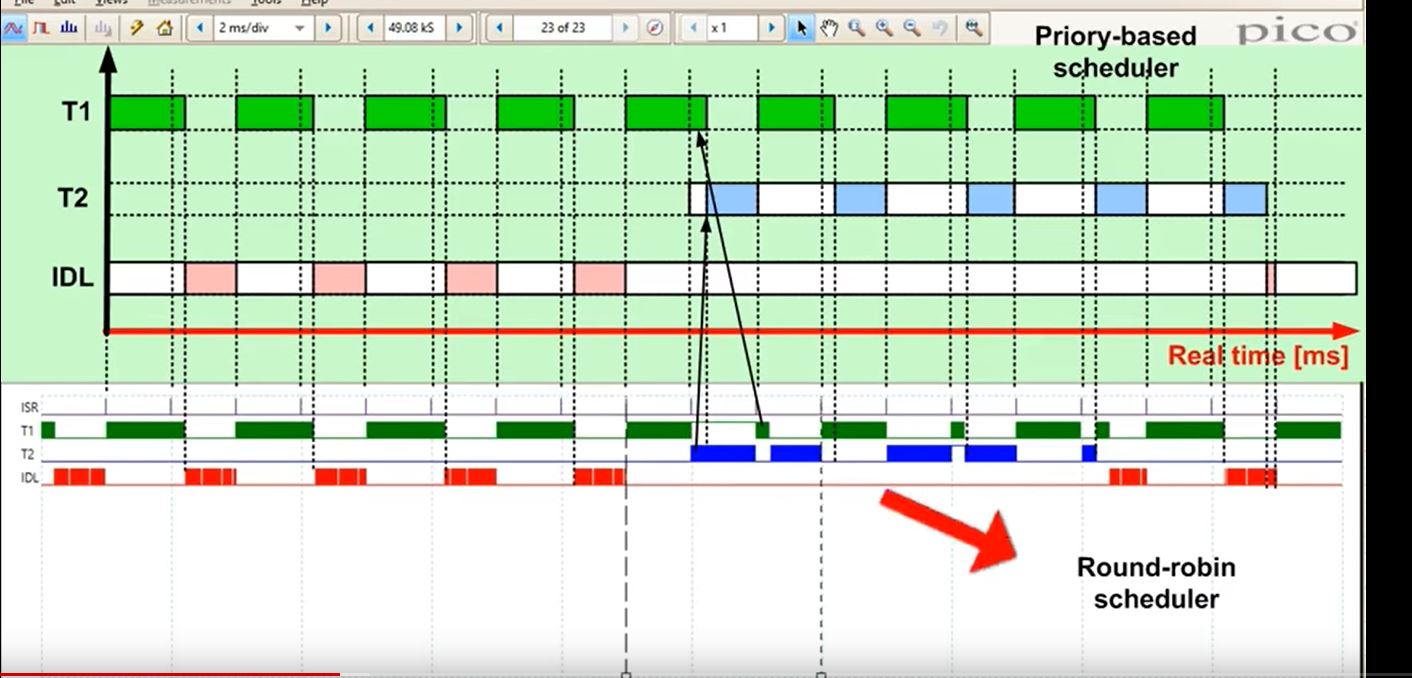 File Edit Views Measurements Tools Help
2 ms/div 49.08 kS 23 of 23 x 1
pico
Priory-based
scheduler
T1
T2
IDL
Real time [ms]
ISR
T1
T2
IDL
Round-robin
scheduler